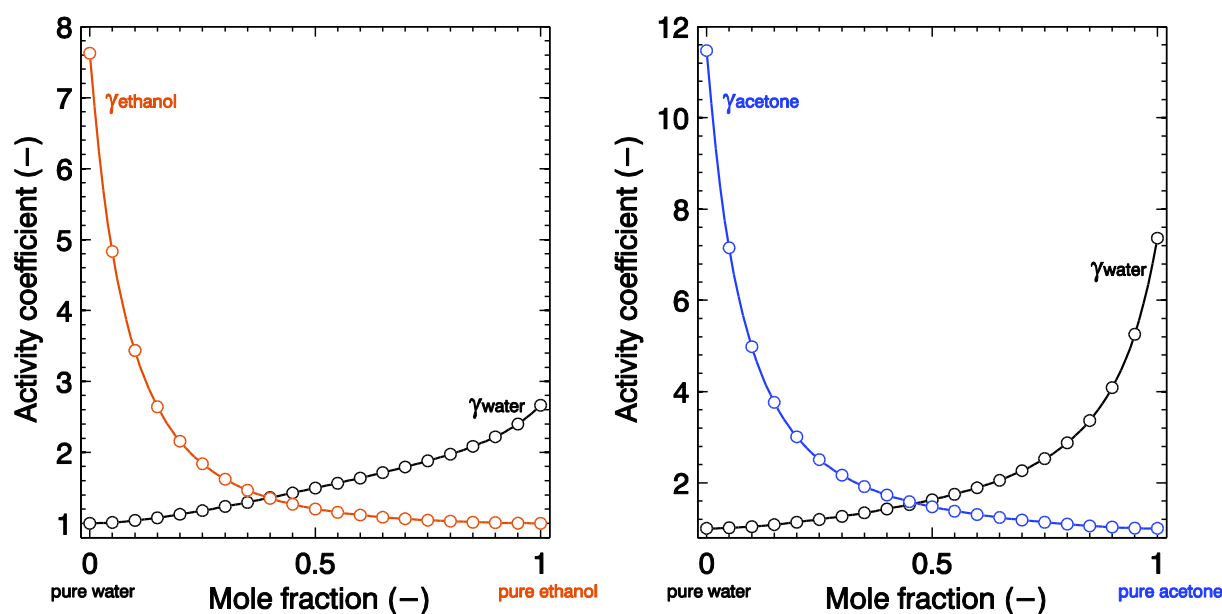 8
7
6
5
4
3
2
1
Activity coefficient (−)
γethanol
γwater
0
0.5
1
pure water
Mole fraction (−)
pure ethanol
12
10
8
6
4
2
Activity coefficient (−)
γacetone
γwater
0
0.5
1
pure water
Mole fraction (−)
pure acetone